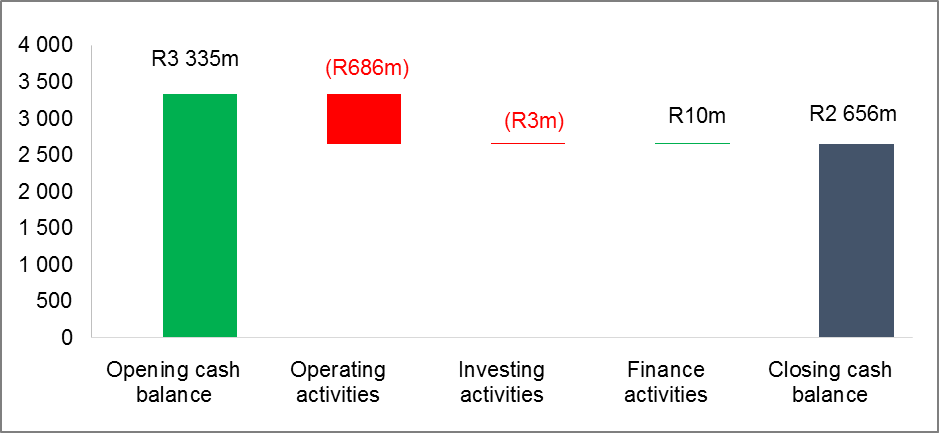 4 000
3 500
3 000
2 500
2 000
1 500
1 000
500
0
R3 335m
(R686m)
(R3m)
R10m
R2 656m
Opening cash
balance
Operating
activities
Investing
activities
Finance
activities
Closing cash
balance